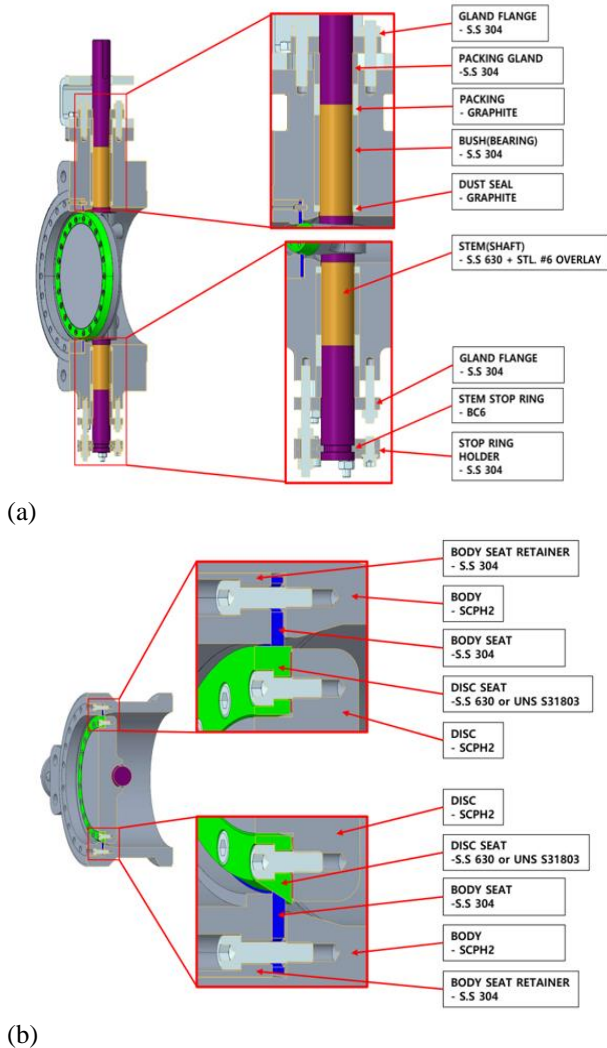 GLAND FLANGE
- S.S 304
PACKING GLAND
-S.S 304
PACKING
- GRAPHITE
BUSH(BEARING)
- S.S 304
DUST SEAL
- GRAPHITE
STEM(SHAFT)
- S.S 630 + STL. #6 OVERLAY
GLAND FLANGE
- S.S 304
STEM STOP RING
- BC6
STOP RING
HOLDER
- S.S 304
(a)
BODY SEAT RETAINER
- S.S 304
BODY
- SCPH2
BODY SEAT
-S.S 304
DISC SEAT
-S.S 630 or UNS S31803
DISC
- SCPH2
DISC
- SCPH2
DISC SEAT
-S.S 630 or UNS S31803
BODY SEAT
-S.S 304
BODY
- SCPH2
BODY SEAT RETAINER
- S.S 304
(b)